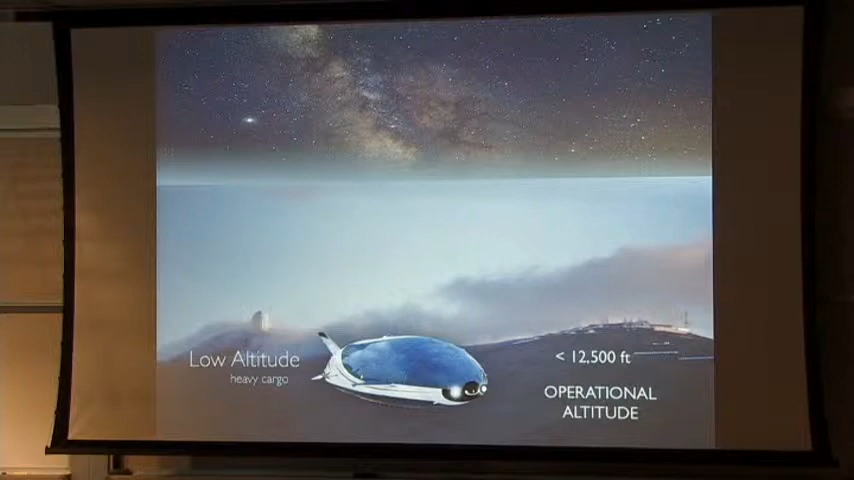 Low Altitude
heavy cargo
< 12,500 ft
OPERATIONAL
ALTITUDE